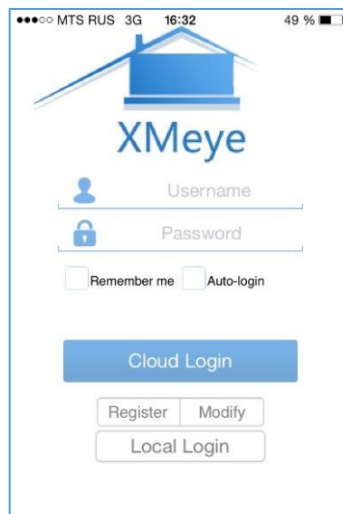 ●●●○○ MTS RUS 3G 16:32 49 %
XMeye
Username
Password
Remember me Auto-login
Cloud Login
Register Modify
Local Login